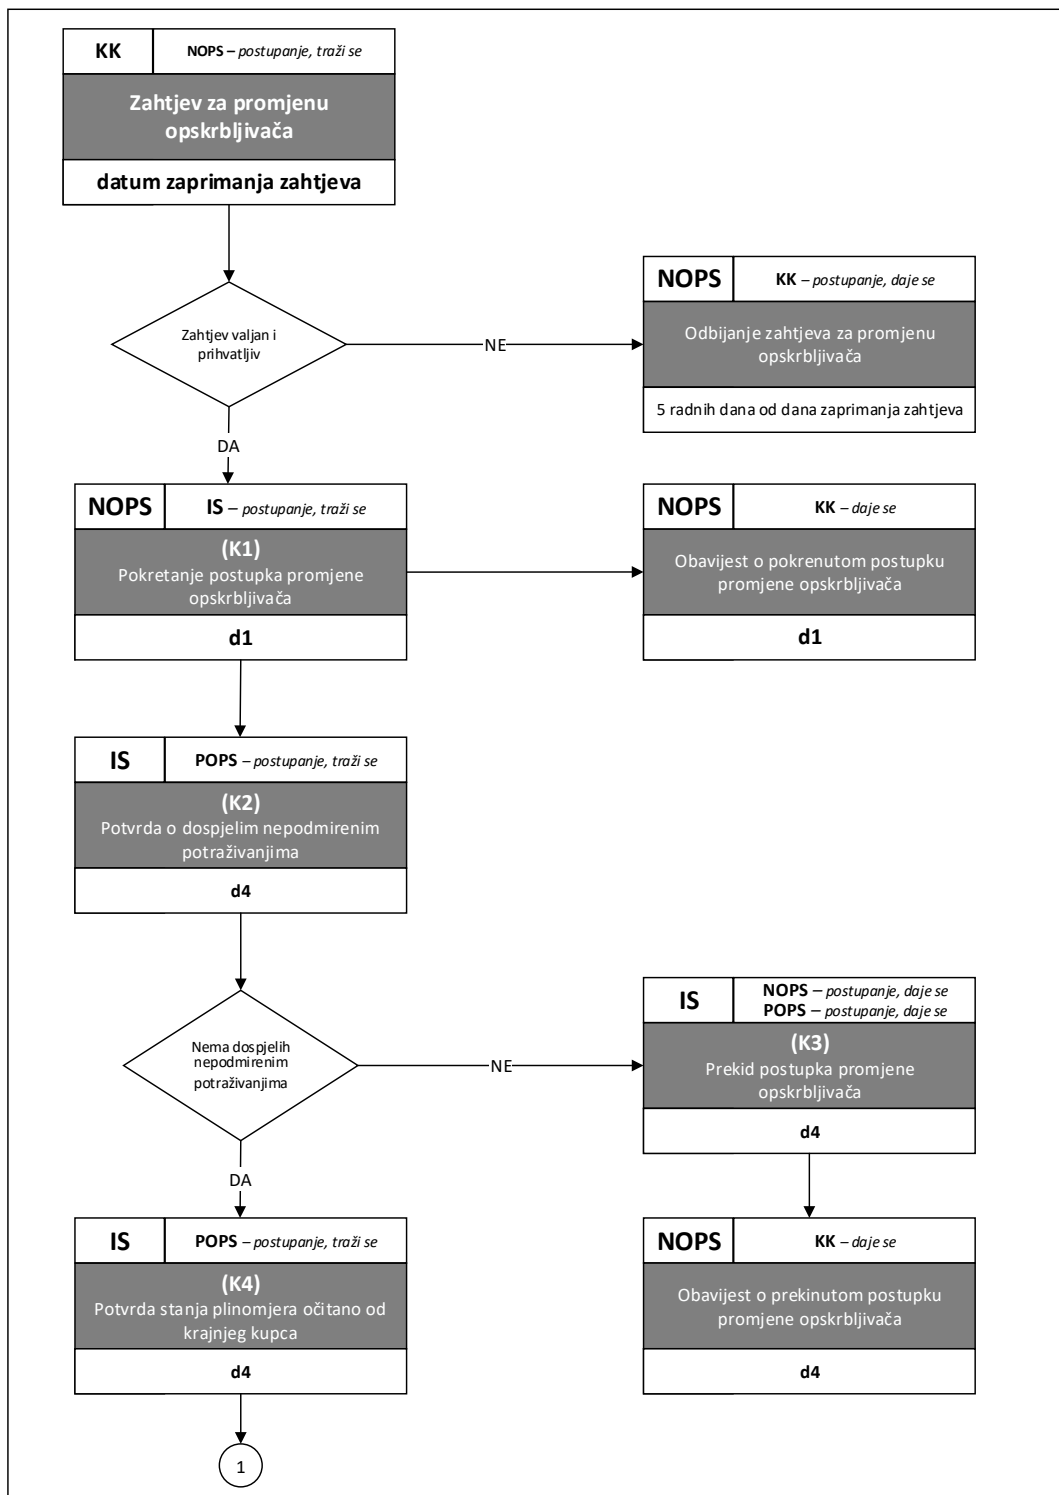 KK
NOPS – postupanje, traži se
Zahtjev za promjenu
opskrbljivača
datum zaprimanja zahtjeva
Zahtjev valjan i
prihvatljiv
NE
NOPS
KK – postupanje, daje se
Odbijanje zahtjeva za promjenu
opskrbljivača
5 radnih dana od dana zaprimanja zahtjeva
DA
NOPS
IS – postupanje, traži se
(K1)
Pokretanje postupka promjene
opskrbljivača
d1
NOPS
KK – daje se
Obavijest o pokrenutom postupku
promjene opskrbljivača
d1
IS
POPS – postupanje, traži se
(K2)
Potvrda o dospjelim nepodmirenim
potraživanjima
d4
Nema dospjelih
nepodmirenim
potraživanjima
NE
IS
NOPS – postupanje, daje se
POPS – postupanje, daje se
(K3)
Prekid postupka promjene
opskrbljivača
d4
DA
IS
POPS – postupanje, traži se
(K4)
Potvrda stanja plinomjera očitano od
krajnjeg kupca
d4
NOPS
KK – daje se
Obavijest o prekinutom postupku
promjene opskrbljivača
d4
1